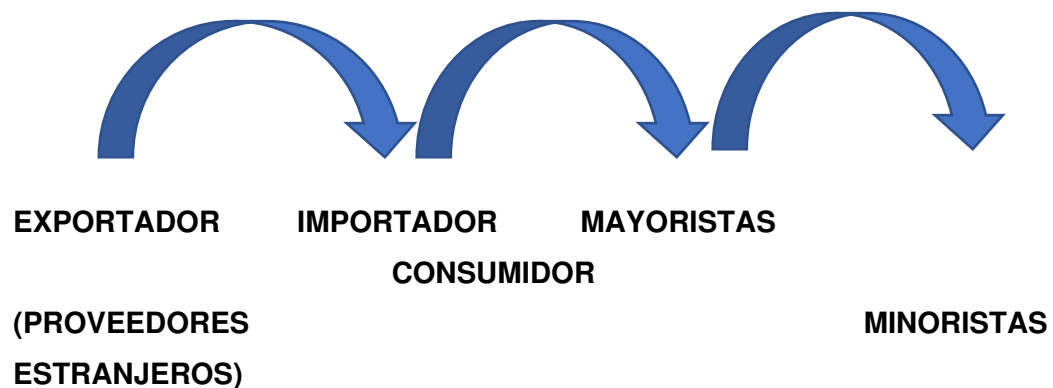 EXPORTADOR IMPORTADOR MAYORISTAS
CONSUMIDOR
(PROVEEDORES MINORISTAS
ESTRANJEROS)